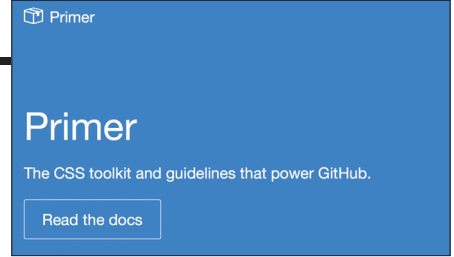 Primer
Primer
The CSS toolkit and guidelines that power GitHub.
Read the docs